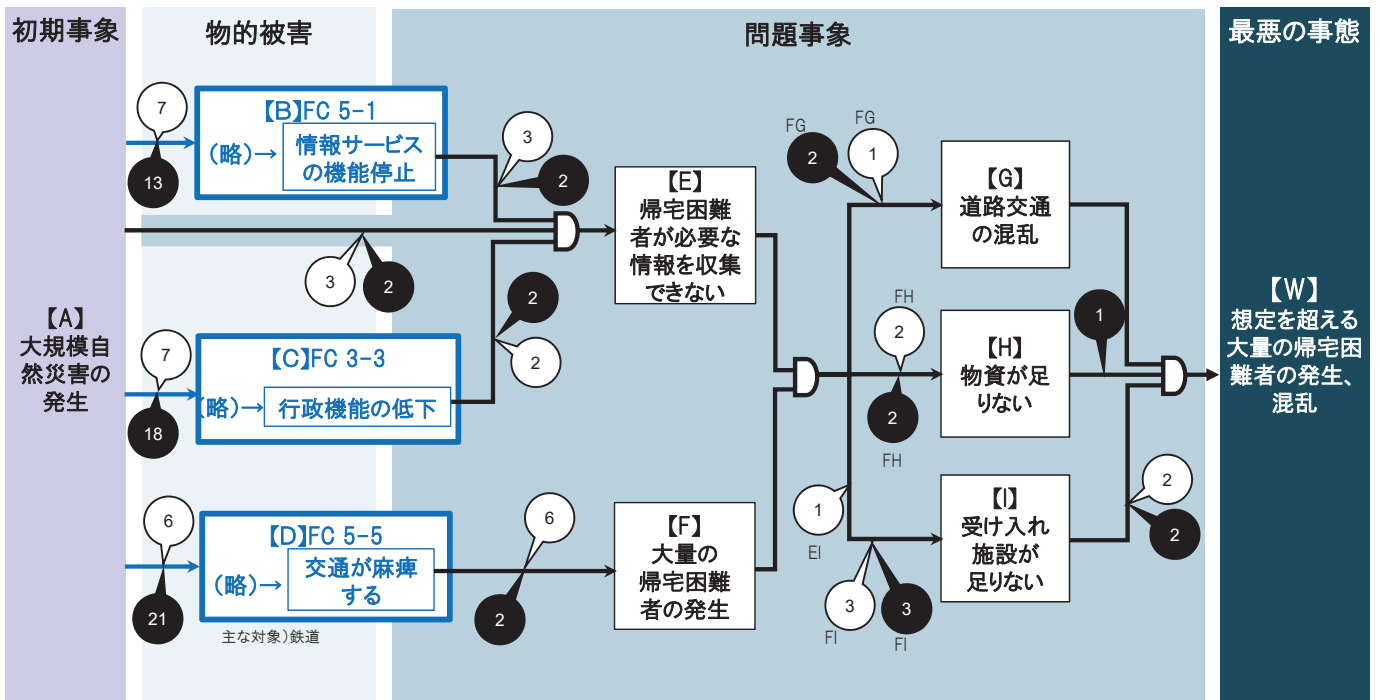 初期事象
物的被害
問題事象
最悪の事態
【A】
大規模自
然災害の
発生
7
13
【B】FC 5-1
(略)→
情報サービス
の機能停止
3
2
3
2
7
18
【C】FC 3-3
(略)→
行政機能の低下
2
2
6
21
【D】FC 5-5
(略)→
交通が麻痺
する
主な対象)鉄道
6
2
【E】
帰宅困難
者が必要な
情報を収集
できない
【F】
大量の
帰宅困難
者の発生
FG
2
FG
1
【G】
道路交通
の混乱
FH
2
2
FH
【H】
物資が足
りない
1
1
EI
3
FI
3
FI
【I】
受け入れ
施設が
足りない
2
2
【W】
想定を超える
大量の帰宅困
難者の発生、
混乱